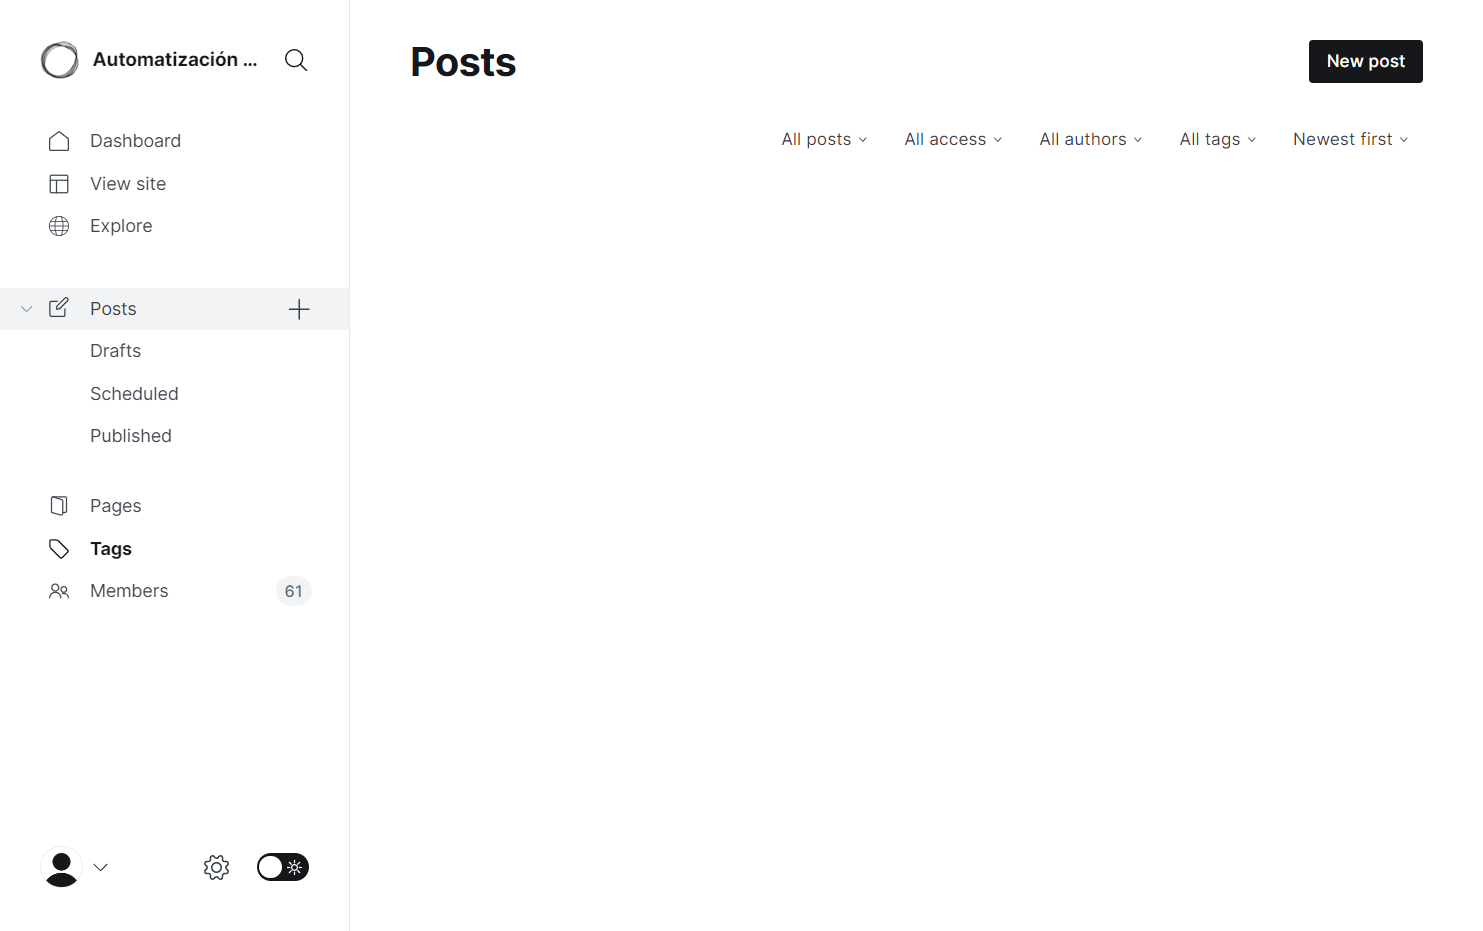 Automatización ...
Dashboard
View site
Explore
Posts
Drafts
Scheduled
Published
Pages
Tags
Members 61
Posts
New post
All posts All access All authors All tags Newest first